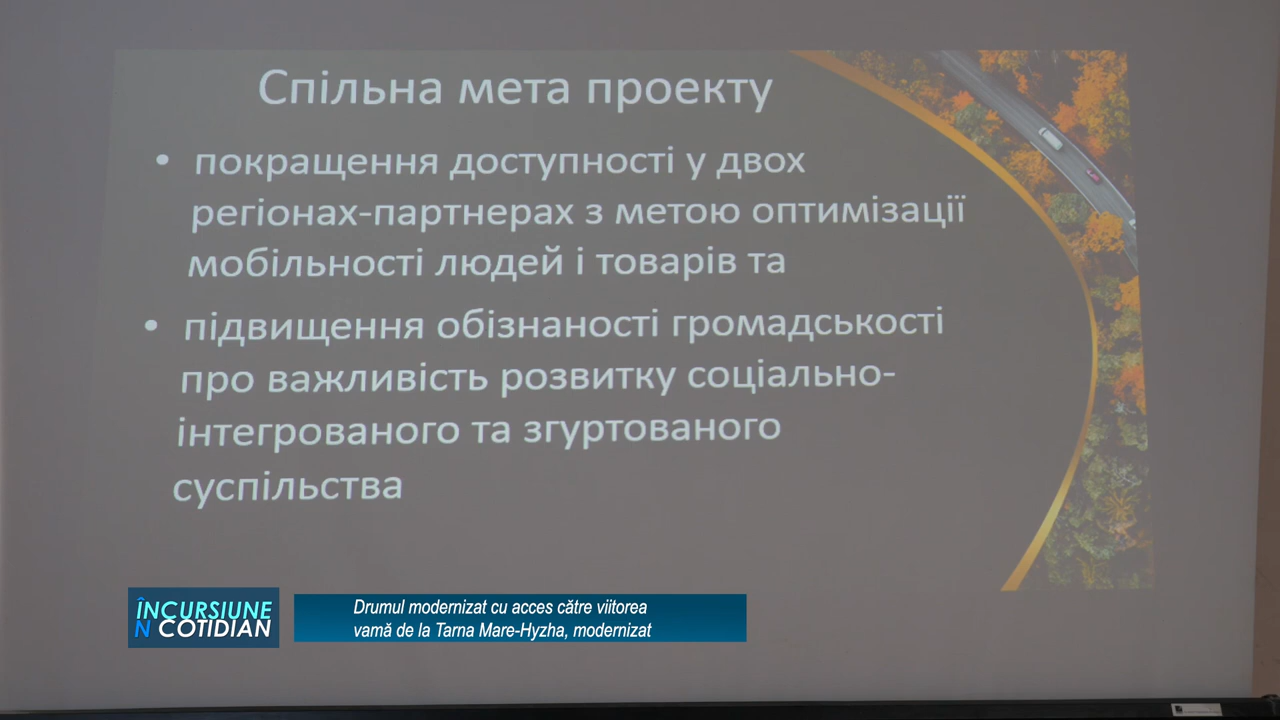 Спільна мета проекту
• покращення доступності у двох
регіонах-партнерах з метою оптимізації
мобільності людей і товарів та
• підвищення обізнаності громадськості
про важливість розвитку соціально-
інтегрованого та згуртованого
суспільства
ÎNCURSIUNE
N COTIDIAN
Drumul modernizat cu acces către viitorea
vamă de la Tarna Mare-Hyzha, modernizat